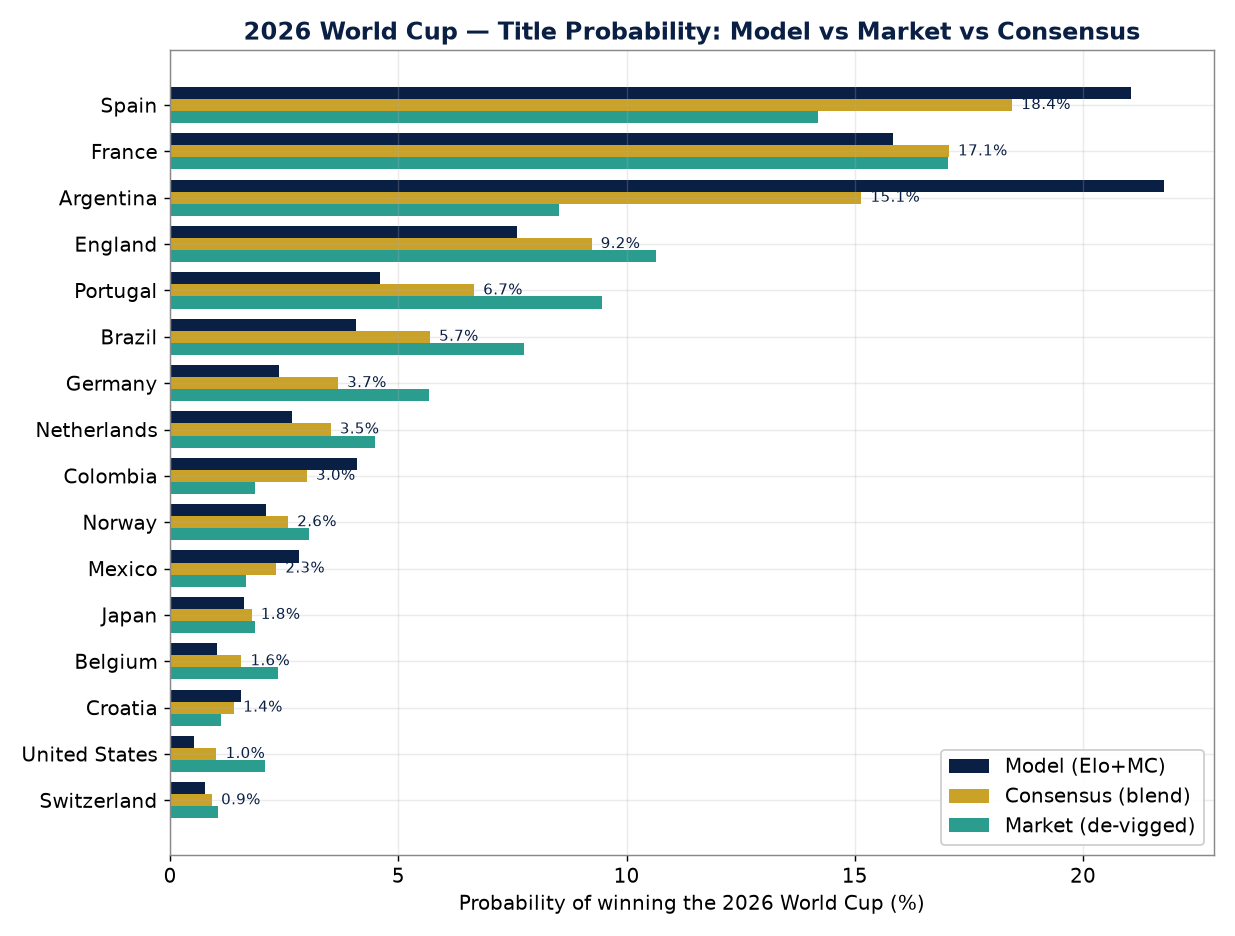 2026 World Cup — Title Probability: Model vs Market vs Consensus
Spain
18.4%
France
17.1%
Argentina
15.1%
England
9.2%
Portugal
6.7%
Brazil
5.7%
Germany
3.7%
Netherlands
3.5%
Colombia
3.0%
Norway
2.6%
Mexico
2.3%
Japan
1.8%
Belgium
1.6%
Croatia
1.4%
United States
1.0%
Switzerland
0.9%
Model (Elo+MC)
Consensus (blend)
Market (de-vigged)
0 5 10 15 20
Probability of winning the 2026 World Cup (%)